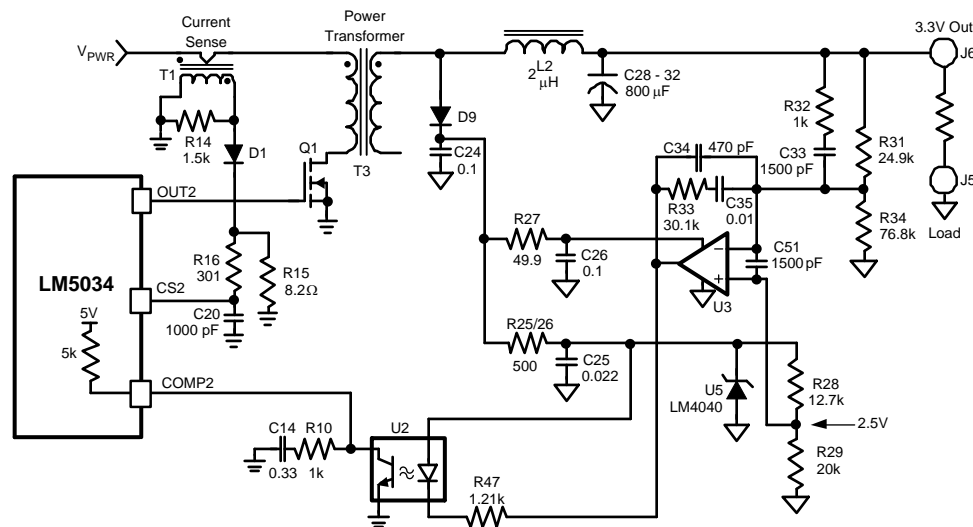 Current
Sense
Power
Transformer
3.3V Out
VPWR
J6
T1
L2
2 μH
C28 - 32
800 μF
R32
1k
R14
1.5k
D1
D9
Q1
C24
0.1
C34
470 pF
C33
1500 pF
R31
24.9k
T3
J5
OUT2
R33
30.1k
C35
0.01
R34
76.8k
Load
R27
49.9
C51
1500 pF
LM5034
R16
301
R15
8.2Ω
C26
0.1
U3
CS2
C20
1000 pF
5V
5k
R25/26
500
C25
0.022
U5
LM4040
R28
12.7k
COMP2
2.5V
C14
0.33
R10
1k
U2
R29
20k
R47
1.21k
−
+